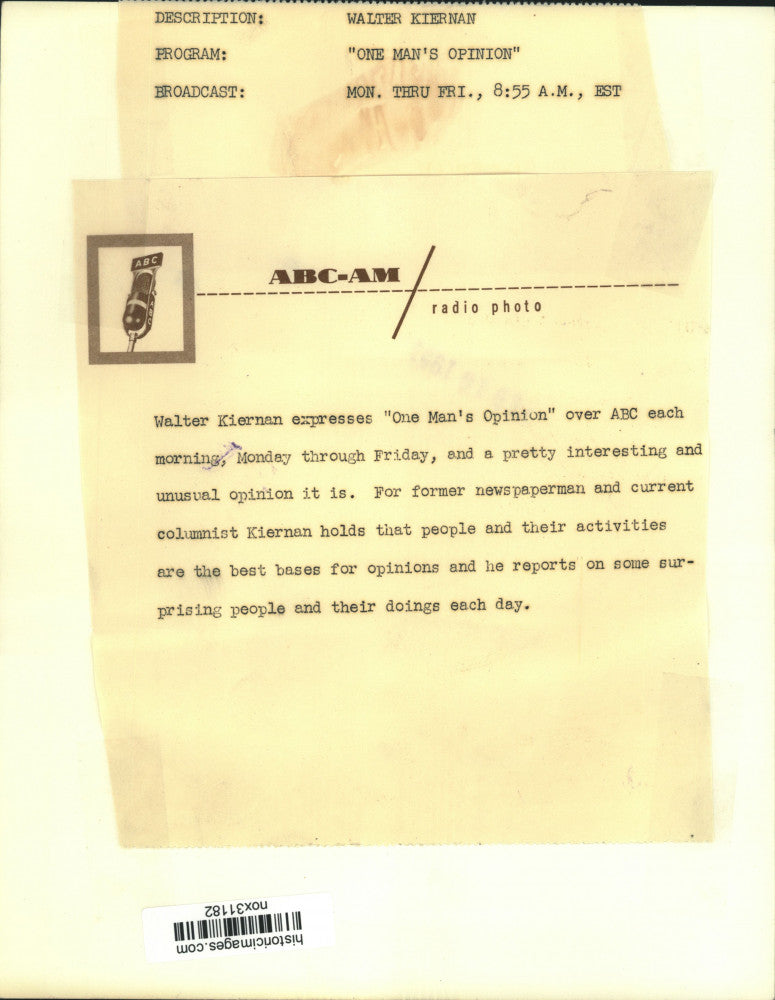 DESCRIPTION: WALTER KIERNAN
PROGRAM: "ONE MAN'S OPINION"
BROADCAST: MON. THRU FRI., 8:55 A.M., EST
ABC
ABC-AM
radio photo
Walter Kiernan expresses "One Man's Opinion" over ABC each
morning, Monday through Friday, and a pretty interesting and
unusual opinion it is. For former newspaperman and current
columnist Kiernan holds that people and their activities
are the best bases for opinions and he reports on some sur-
prising people and their doings each day.
historicimages.com
nox31182